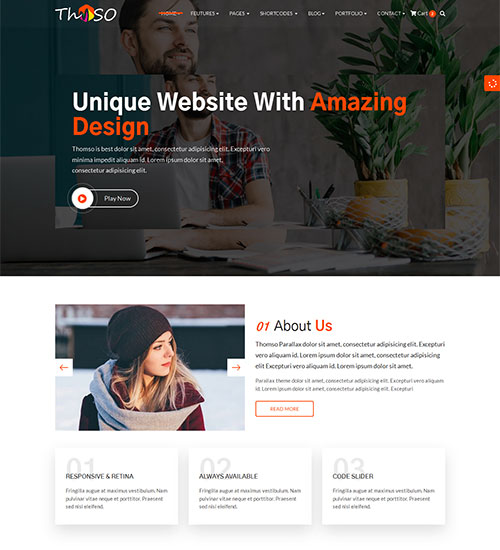 Thomso
HOME FEUTURES PAGES SHORTCODES BLOG PORTFOLIO CONTACT Cart
Unique Website With Amazing
Design
Thomso is best dolor sit amet, consectetur adipisicing elit. Excepturi vero
minima impedit aliquam id. Lorem ipsum dolor sit amet,
consectetur adipisicing elit.
Play Now
01 About Us
Thomso Parallax dolor sit amet, consectetur adipisicing elit. Excepturi
vero aliquam id. Lorem ipsum dolor sit amet, consectetur adipisicing
elit Excepturi vero aliquam id. Lorem ipsum dolor sit amet.
Parallax theme dolor sit amet, consectetur adipisicing elit. Excepturi vero
aliquam id. Lorem ipsum dolor sit amet, consectetur adipisicing elit Excepturi
READ MORE
01
RESPONSIVE & RETINA
Fringilla augue at maximus vestibulum. Nam
pulvinar vitae neque et porttitor. Praesent
sed nisi eleifend.
02
ALWAYS AVAILABLE
Fringilla augue at maximus vestibulum. Nam
pulvinar vitae neque et porttitor. Praesent
sed nisi eleifend.
03
CODE SLIDER
Fringilla augue at maximus vestibulum. Nam
pulvinar vitae neque et porttitor. Praesent
sed nisi eleifend.